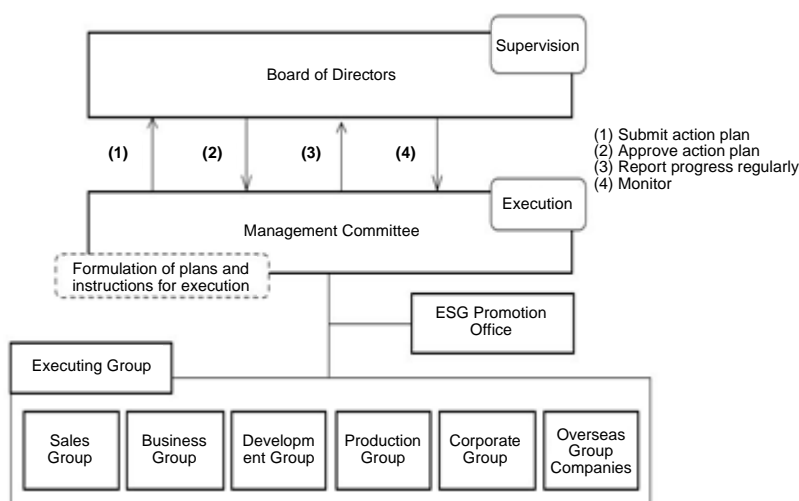 Supervision
Board of Directors
(1)
(2)
(3)
(4)
(1) Submit action plan
(2) Approve action plan
(3) Report progress regularly
(4) Monitor
Execution
Management Committee
Formulation of plans and
instructions for execution
ESG Promotion
Office
Executing Group
Sales
Group
Business
Group
Developm
ent Group
Production
Group
Corporate
Group
Overseas
Group
Companies